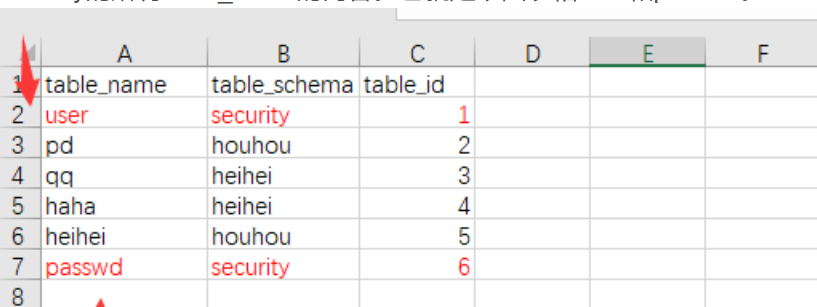 A B C D E F
1 table_name table_schema table_id
2 user security 1
3 pd houhou 2
4 qq heihei 3
5 haha heihei 4
6 heihei houhou 5
7 passwd security 6
8